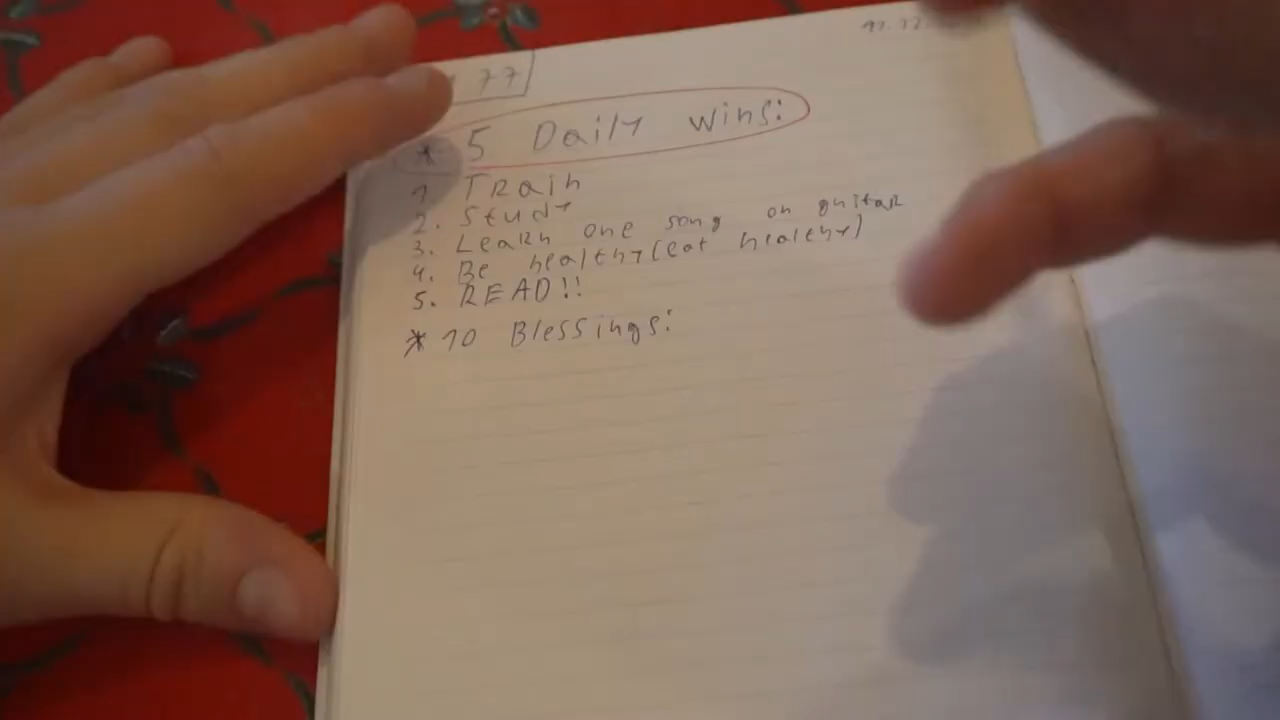 77
* 5 Daily wins:
1 Train
2. Study
3. Learn one song on guitar
4. Be healthy (eat healthy)
5. READ!!
* 10 Blessings: